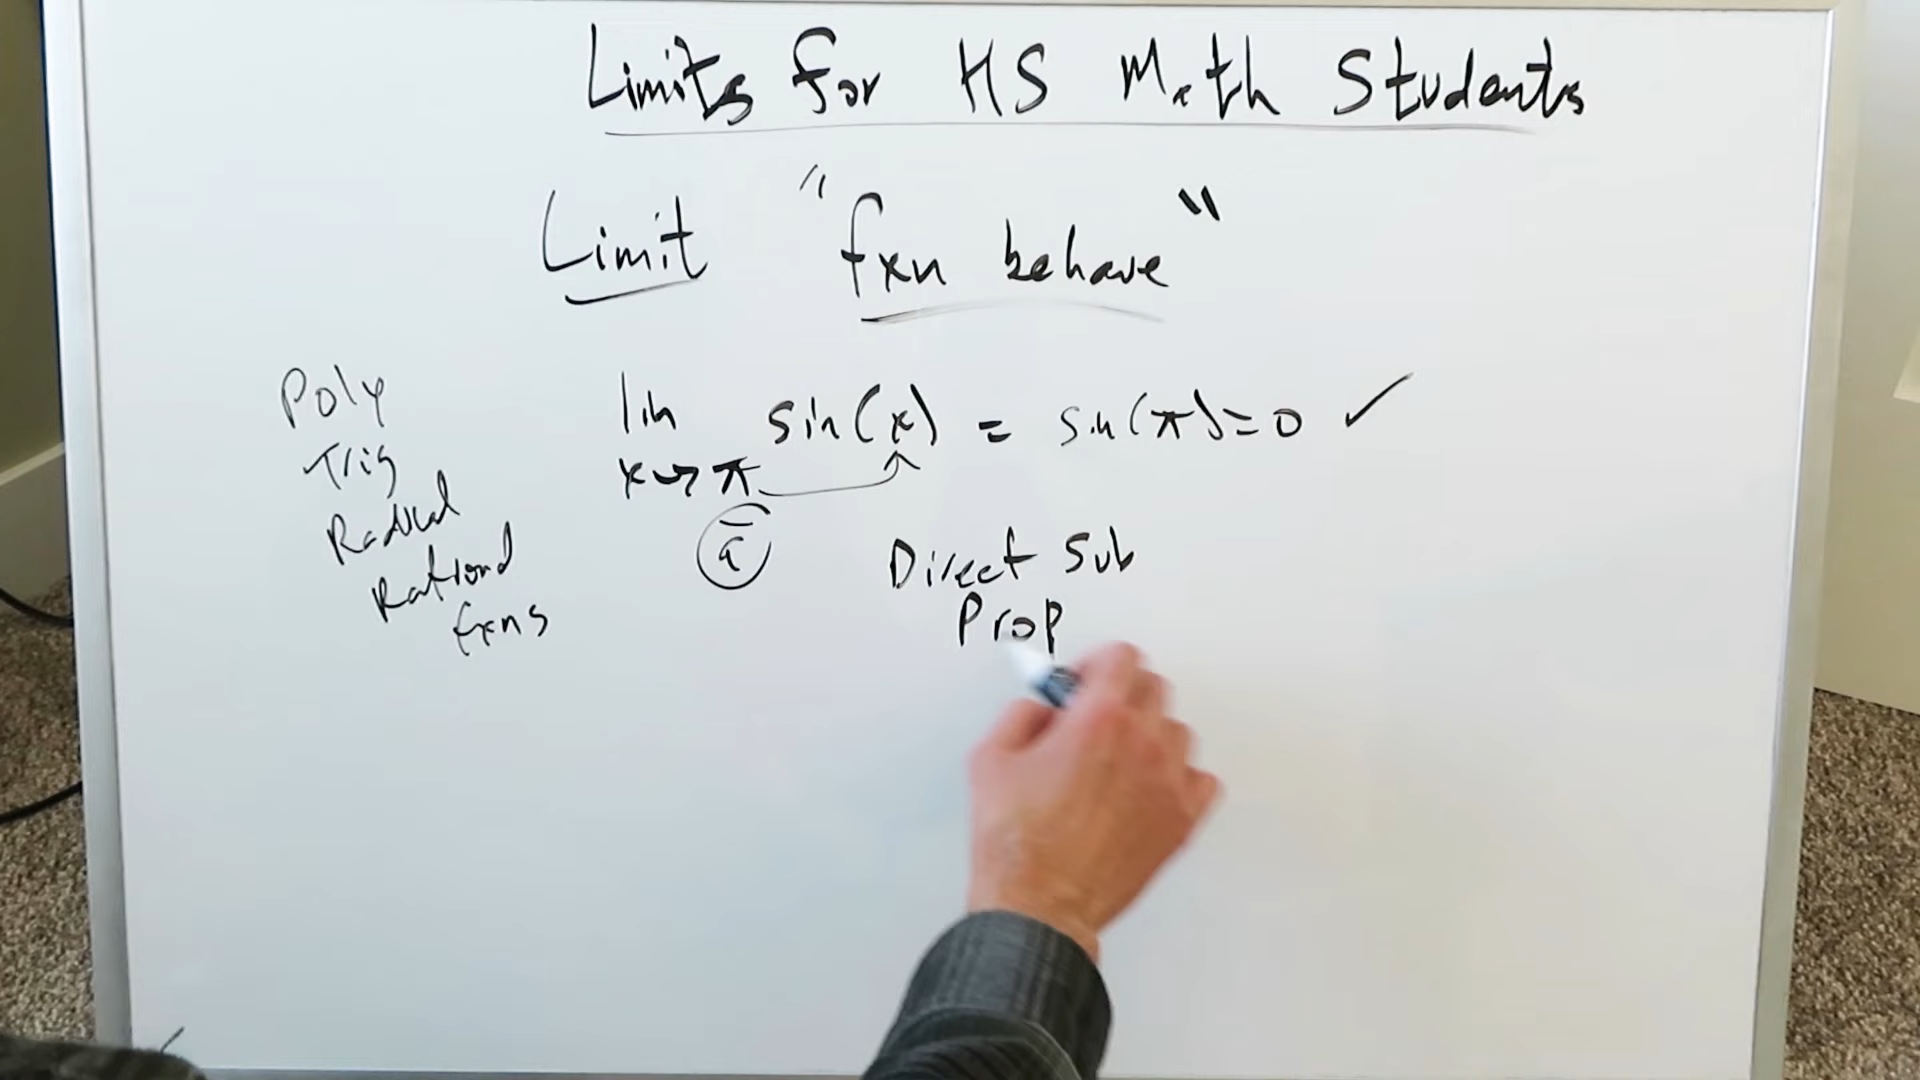 Limits for HS Math Students
Limit "fxn behave"
Poly
Trig
Radical
Rational
fxns
lim sin(x) = sin(π)=0 ✓
x→π
a
Direct Sub
Prop